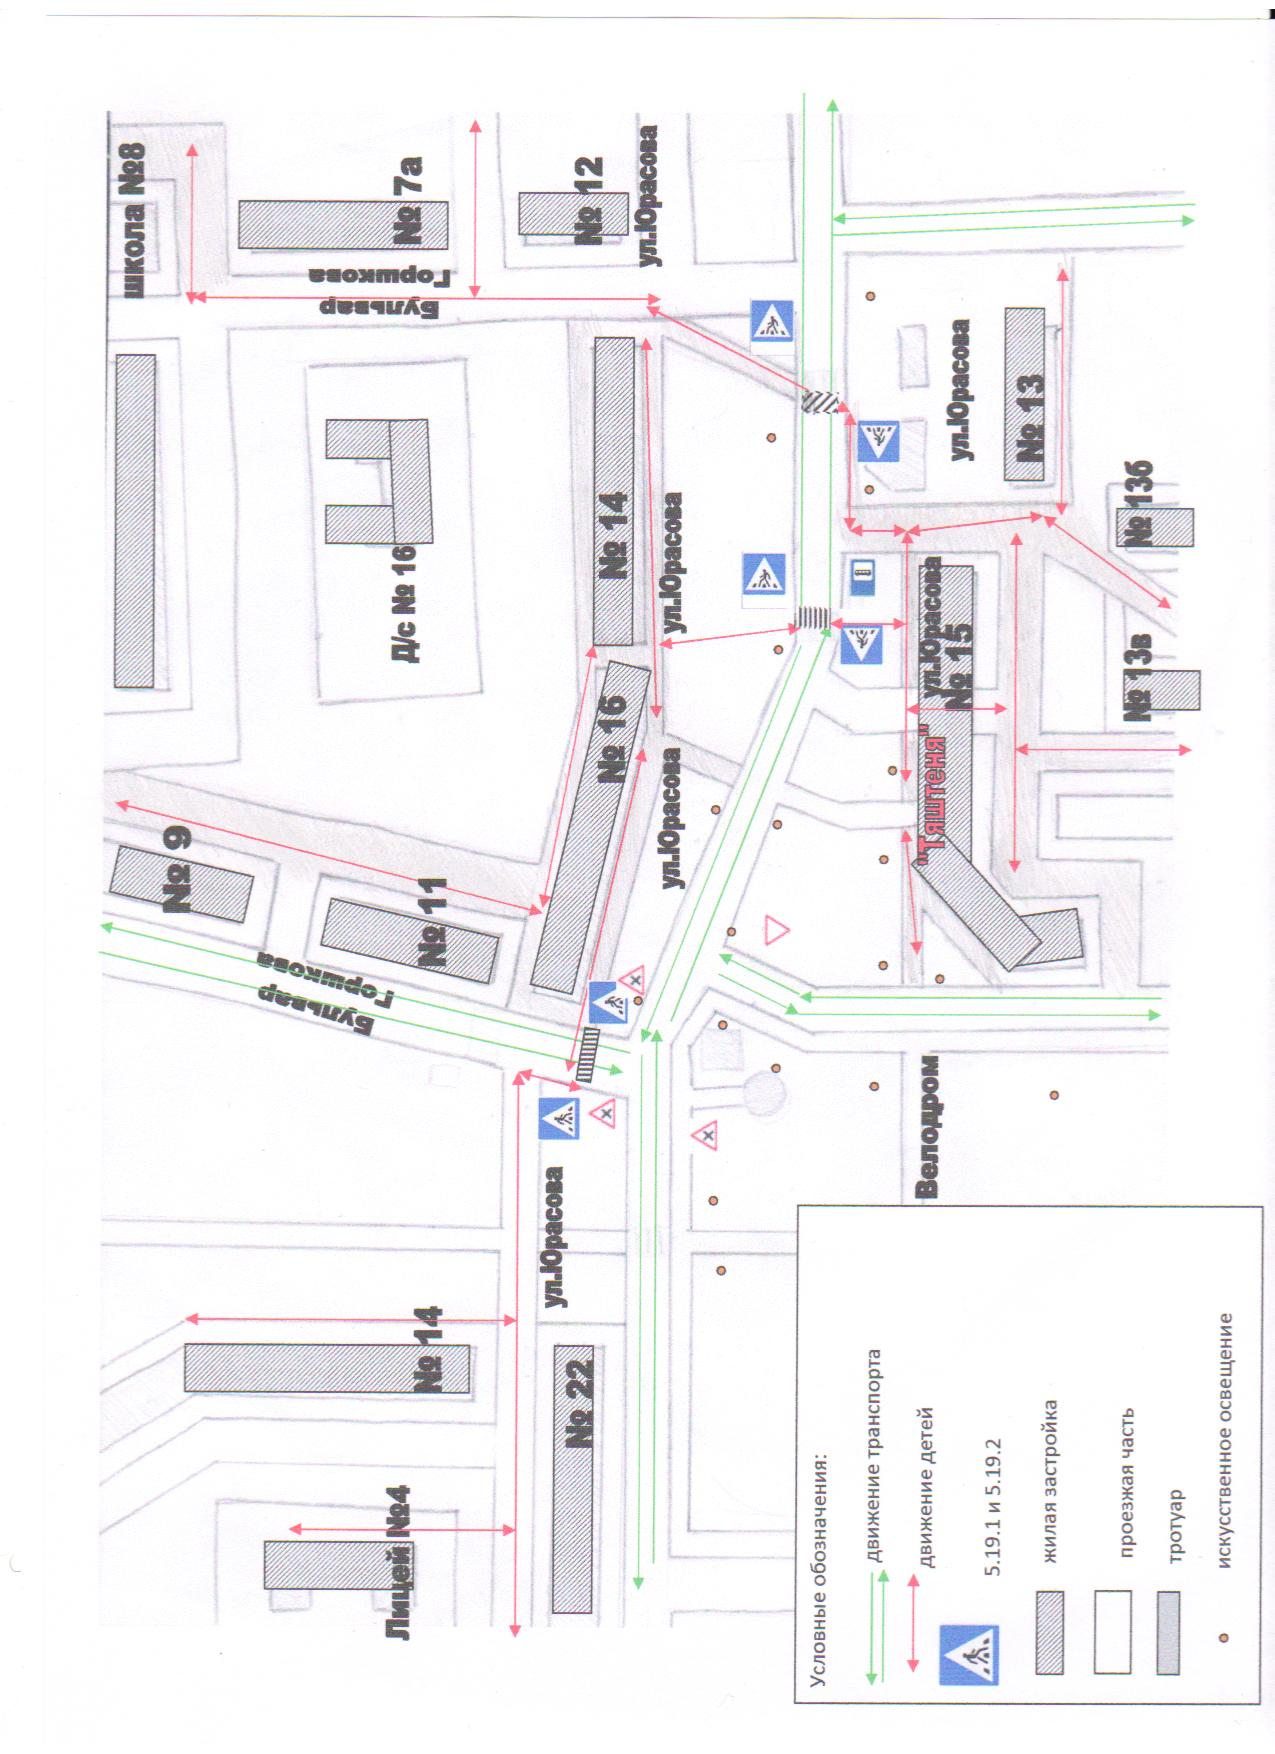 школа №8
№ 7а
Бульвар
Горшкова
№ 12
ул.Юрасова
Д/с № 16
№ 14
ул.Юрасова
№ 16
ул.Юрасова
№ 9
№ 11
Бульвар
Горшкова
ул.Юрасова
№ 13
№ 13б
№ 13в
ул.Юрасова
№ 15
"Тяштеня"
Велодром
ул.Юрасова
№ 14
№ 22
Лицей №4
Условные обозначения:
движение транспорта
движение детей
5.19.1 и 5.19.2
жилая застройка
проезжая часть
тротуар
искусственное освещение